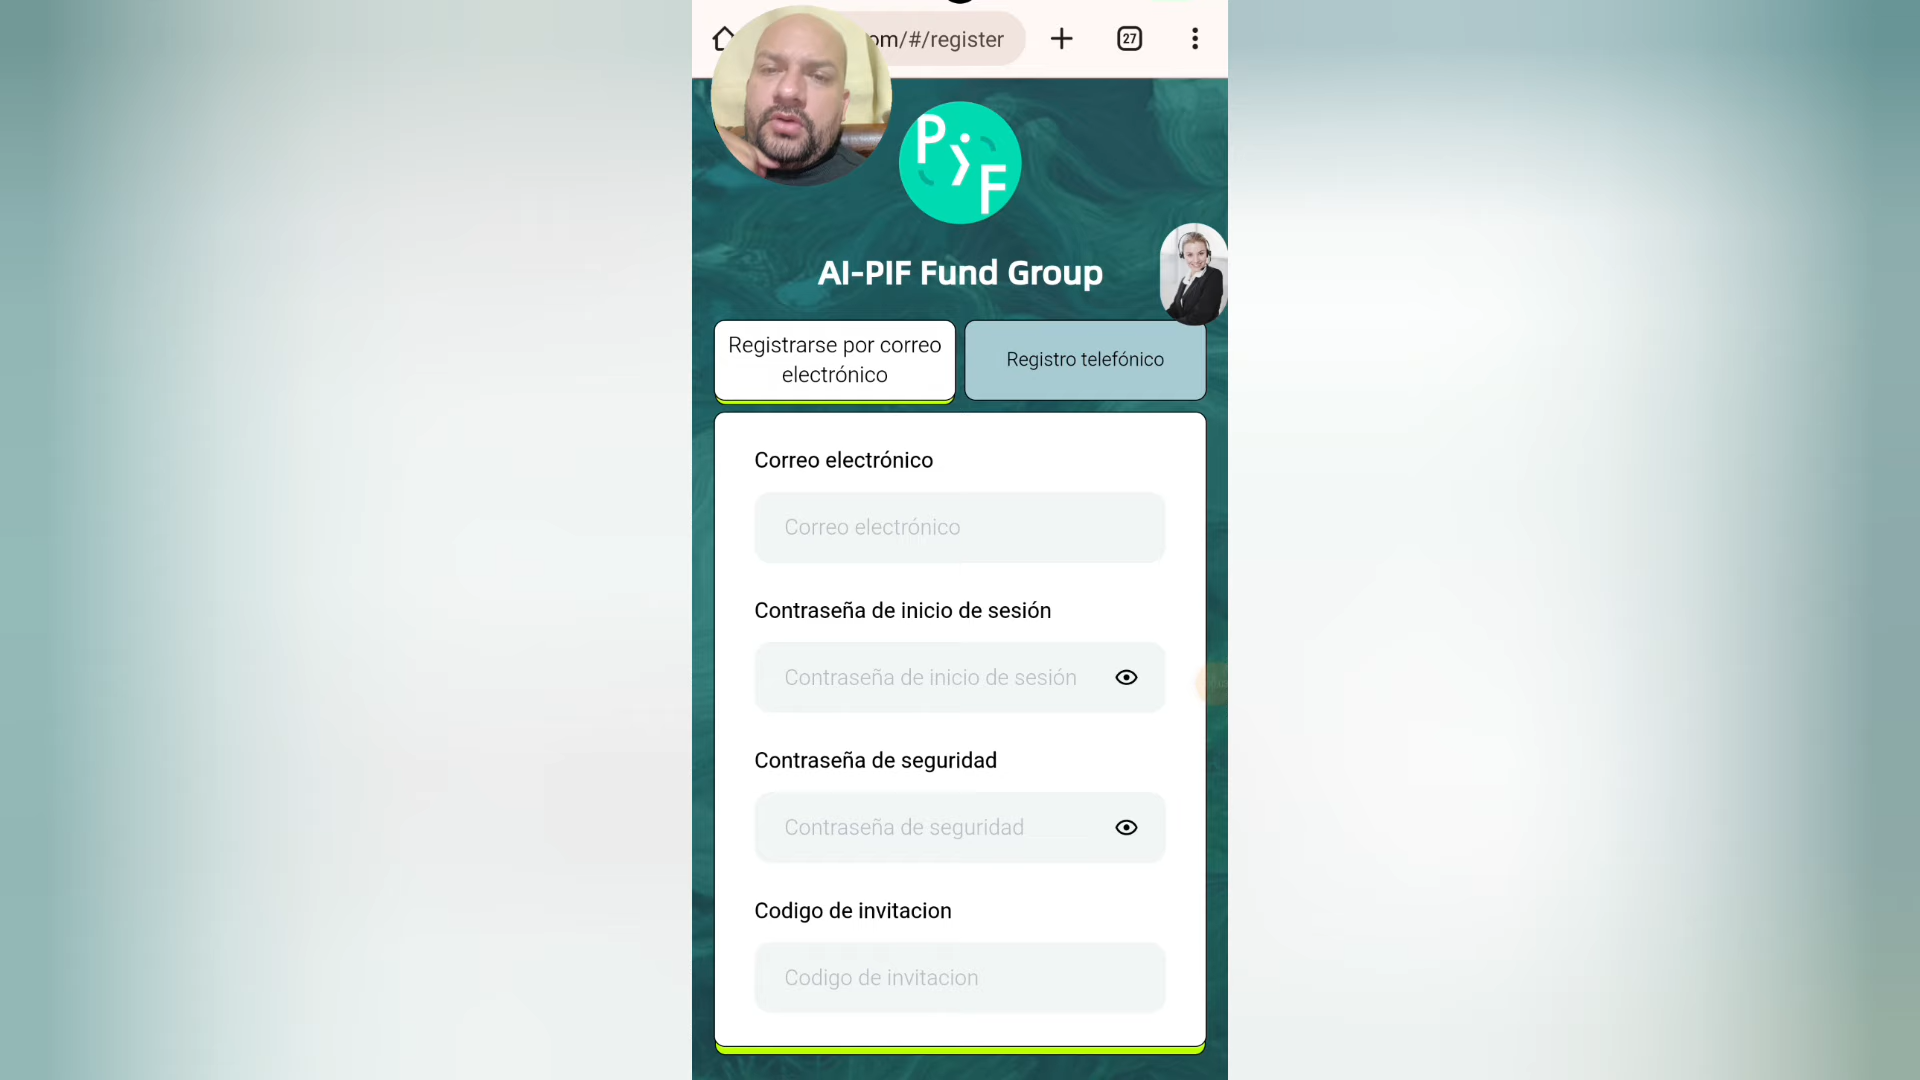 om/#/register
27
P
F
AI-PIF Fund Group
Registrarse por correo
electrónico
Registro telefónico
Correo electrónico
Correo electrónico
Contraseña de inicio de sesión
Contraseña de inicio de sesión
Contraseña de seguridad
Contraseña de seguridad
Codigo de invitacion
Codigo de invitacion